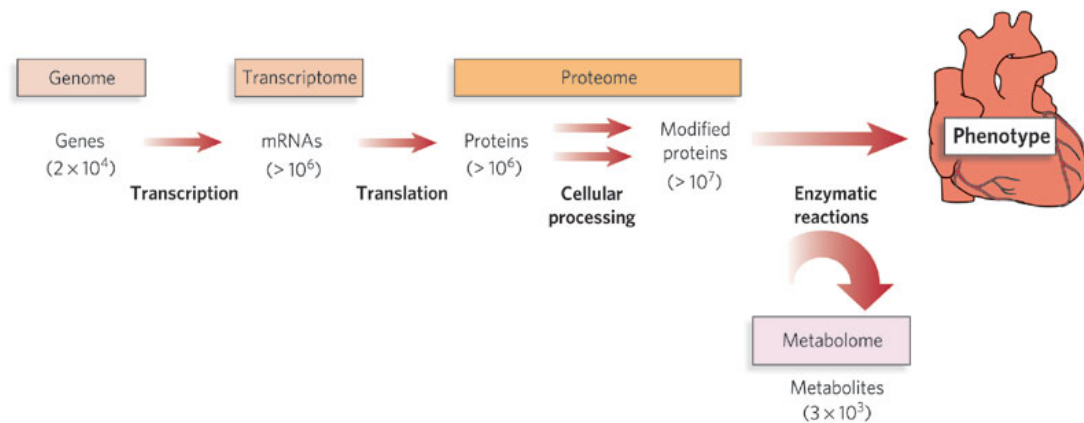 Genome
Transcriptome
Proteome
Genes
(2 × 10⁴)
Transcription
mRNAs
(> 10⁶)
Translation
Proteins
(> 10⁶)
Cellular
processing
Modified
proteins
(> 10⁷)
Enzymatic
reactions
Phenotype
Metabolome
Metabolites
(3 × 10³)